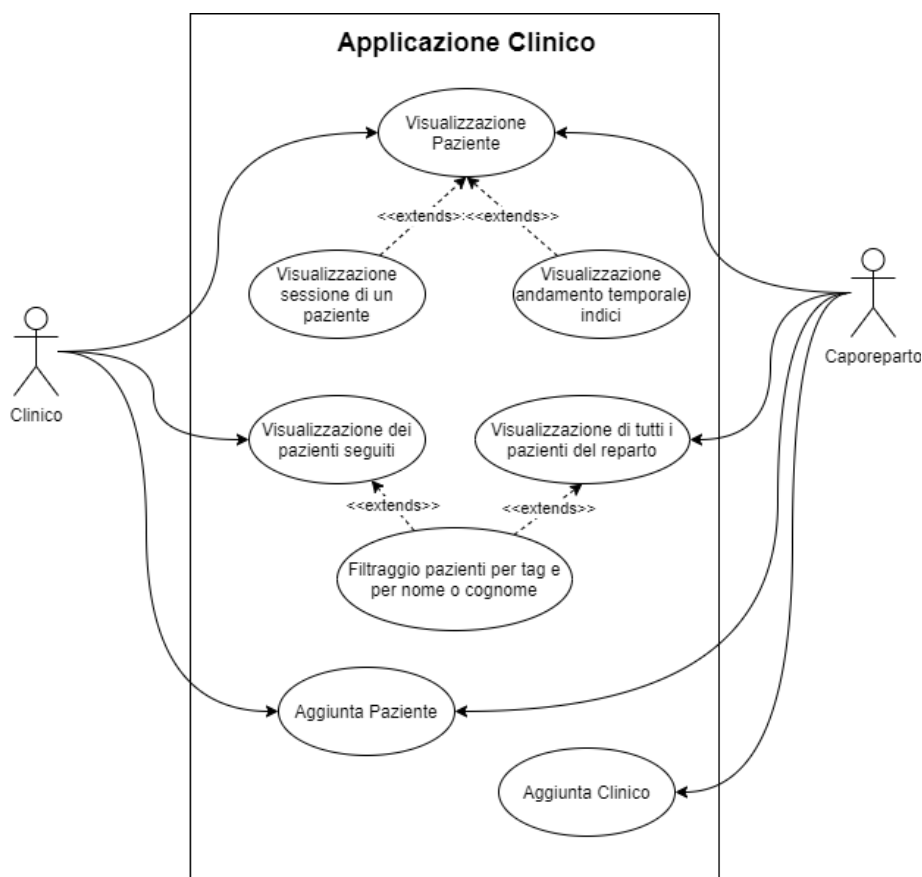 Applicazione Clinico
Visualizzazione
Paziente
<<extends>:<<extends>>
Visualizzazione
sessione di un
paziente
Visualizzazione
andamento temporale
indici
Clinico
Caporeparto
Visualizzazione dei
pazienti seguiti
Visualizzazione di tutti i
pazienti del reparto
<<extends>>
<<extends>>
Filtraggio pazienti per tag e
per nome o cognome
Aggiunta Paziente
Aggiunta Clinico